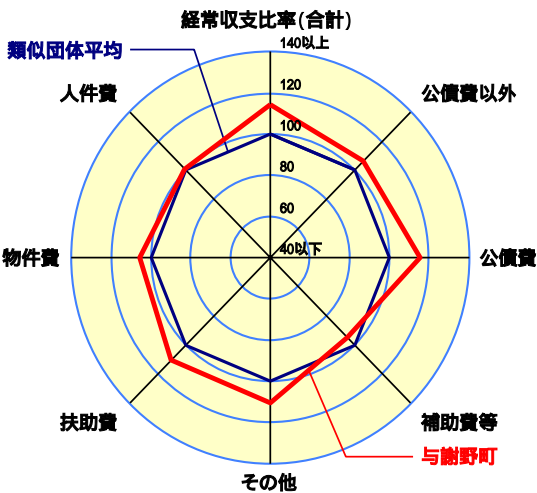 経常収支比率(合計)
140以上
類似団体平均
120
人件費
公債費以外
100
80
60
40以下
物件費
公債費
扶助費
補助費等
与謝野町
その他